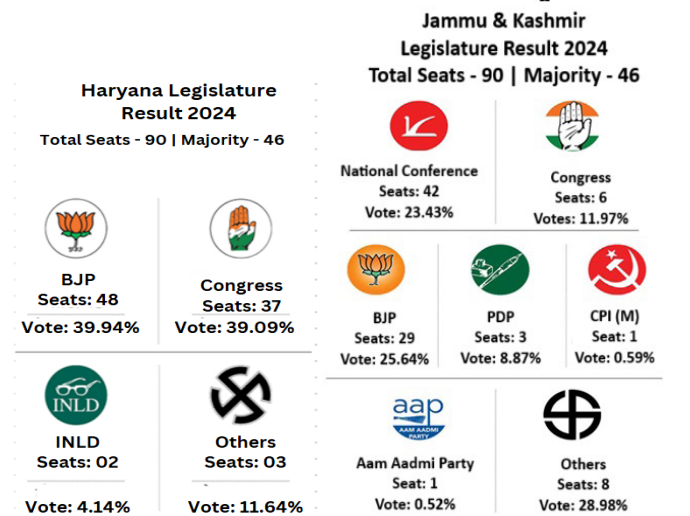 Haryana Legislature
Result 2024
Total Seats - 90 | Majority - 46
BJP
Seats: 48
Vote: 39.94%
Congress
Seats: 37
Vote: 39.09%
INLD
INLD
Seats: 02
Vote: 4.14%
Others
Seats: 03
Vote: 11.64%
Jammu & Kashmir
Legislature Result 2024
Total Seats - 90 | Majority - 46
National Conference
Seats: 42
Vote: 23.43%
Congress
Seats: 6
Votes: 11.97%
BJP
Seats: 29
Vote: 25.64%
PDP
Seats: 3
Vote: 8.87%
CPI (M)
Seat: 1
Vote: 0.59%
aap
AAM AADMI
PARTY
Aam Aadmi Party
Seat: 1
Vote: 0.52%
Others
Seats: 8
Vote: 28.98%